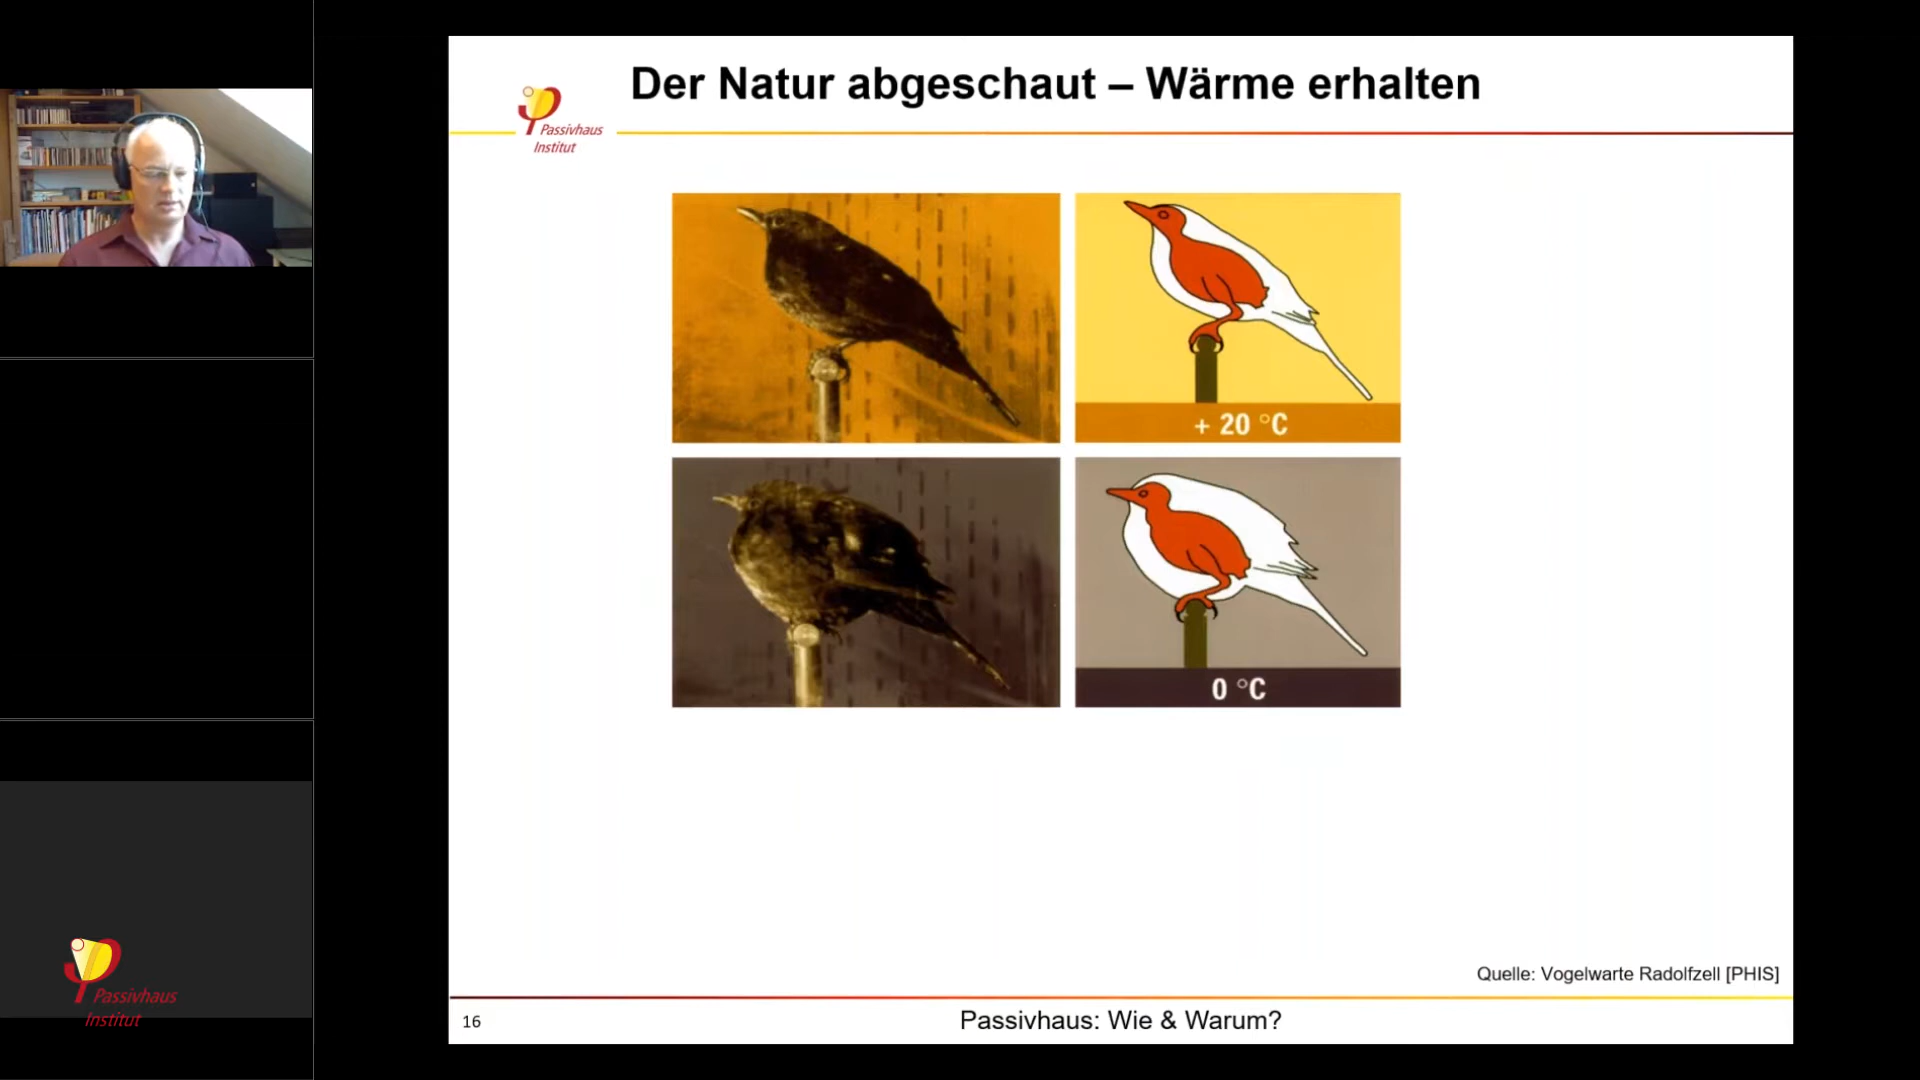 Der Natur abgeschaut – Wärme erhalten
Passivhaus
Institut
+ 20 °C
0 °C
Quelle: Vogelwarte Radolfzell [PHIS]
16
Passivhaus: Wie & Warum?
Passivhaus
Institut